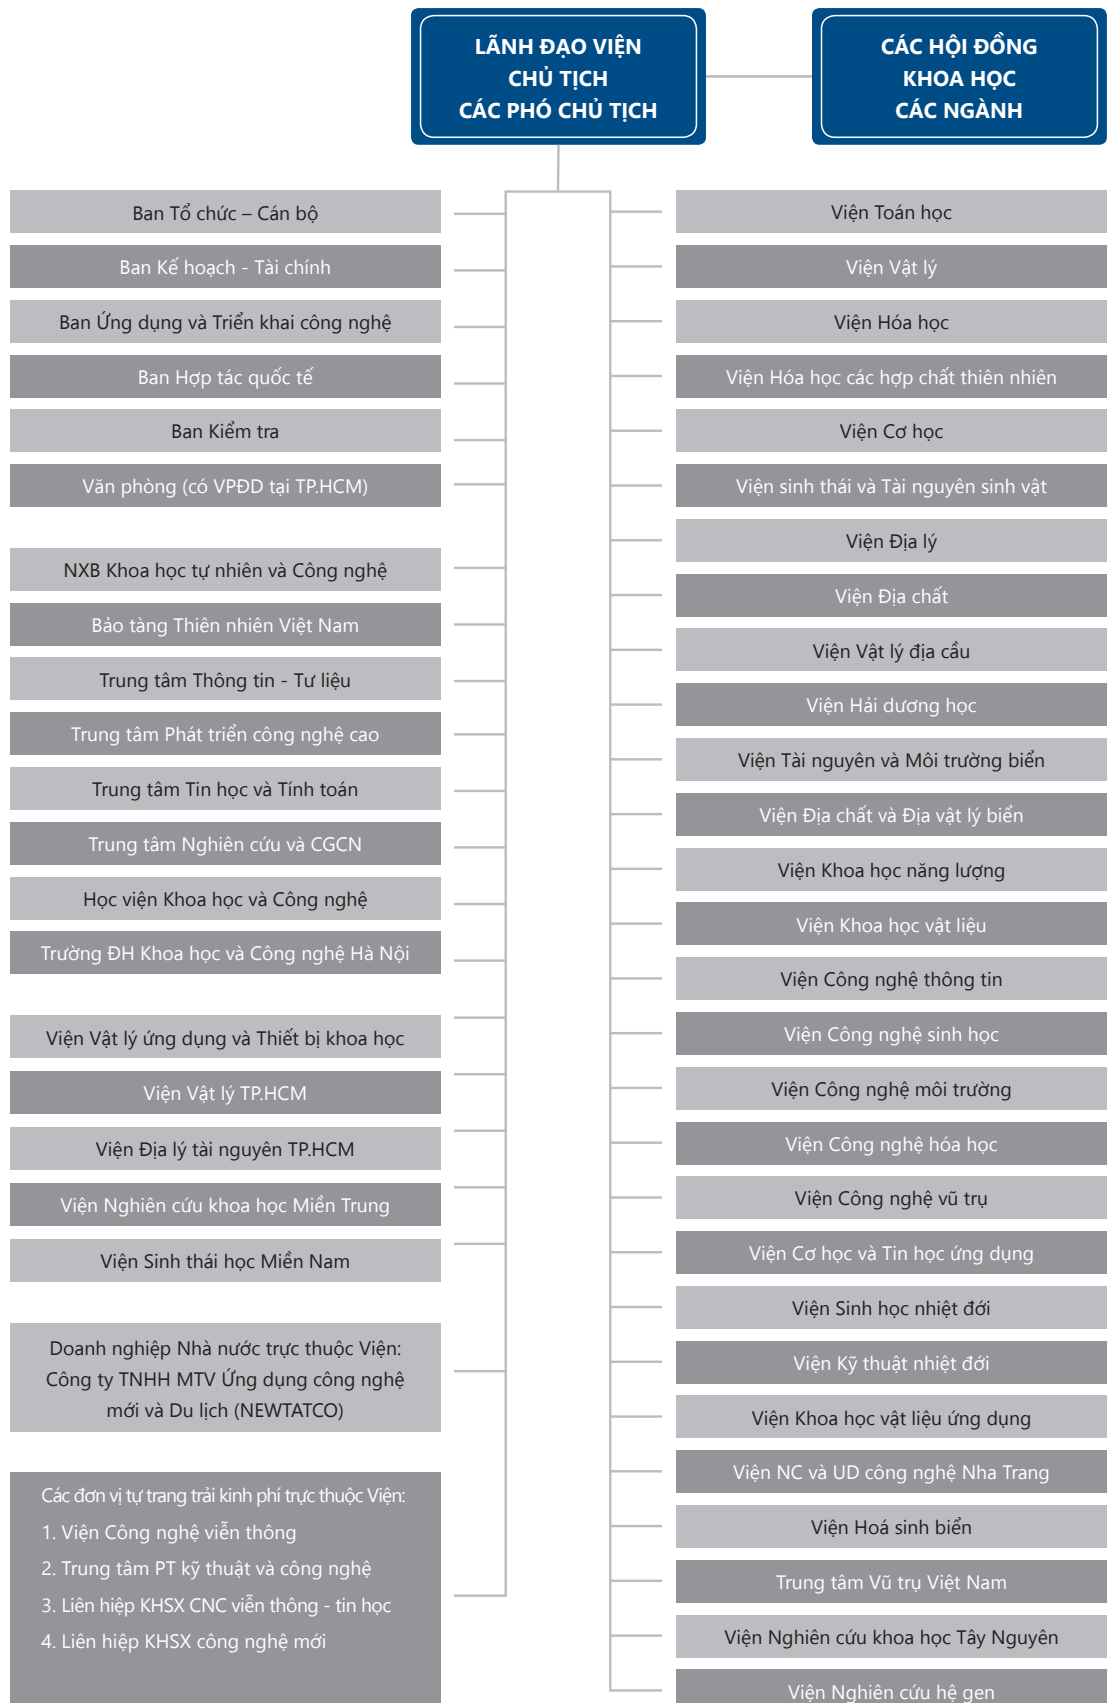 LÃNH ĐẠO VIỆN
CHỦ TỊCH
CÁC PHÓ CHỦ TỊCH
CÁC HỘI ĐỒNG
KHOA HỌC
CÁC NGÀNH
Ban Tổ chức – Cán bộ
Ban Kế hoạch - Tài chính
Ban Ứng dụng và Triển khai công nghệ
Ban Hợp tác quốc tế
Ban Kiểm tra
Văn phòng (có VPĐD tại TP.HCM)
NXB Khoa học tự nhiên và Công nghệ
Bảo tàng Thiên nhiên Việt Nam
Trung tâm Thông tin - Tư liệu
Trung tâm Phát triển công nghệ cao
Trung tâm Tin học và Tính toán
Trung tâm Nghiên cứu và CGCN
Học viện Khoa học và Công nghệ
Trường ĐH Khoa học và Công nghệ Hà Nội
Viện Vật lý ứng dụng và Thiết bị khoa học
Viện Vật lý TP.HCM
Viện Địa lý tài nguyên TP.HCM
Viện Nghiên cứu khoa học Miền Trung
Viện Sinh thái học Miền Nam
Doanh nghiệp Nhà nước trực thuộc Viện:
Công ty TNHH MTV Ứng dụng công nghệ
mới và Du lịch (NEWTATCO)
Các đơn vị tự trang trải kinh phí trực thuộc Viện:
1. Viện Công nghệ viễn thông
2. Trung tâm PT kỹ thuật và công nghệ
3. Liên hiệp KHSX CNC viễn thông - tin học
4. Liên hiệp KHSX công nghệ mới
Viện Toán học
Viện Vật lý
Viện Hóa học
Viện Hóa học các hợp chất thiên nhiên
Viện Cơ học
Viện sinh thái và Tài nguyên sinh vật
Viện Địa lý
Viện Địa chất
Viện Vật lý địa cầu
Viện Hải dương học
Viện Tài nguyên và Môi trường biển
Viện Địa chất và Địa vật lý biển
Viện Khoa học năng lượng
Viện Khoa học vật liệu
Viện Công nghệ thông tin
Viện Công nghệ sinh học
Viện Công nghệ môi trường
Viện Công nghệ hóa học
Viện Công nghệ vũ trụ
Viện Cơ học và Tin học ứng dụng
Viện Sinh học nhiệt đới
Viện Kỹ thuật nhiệt đới
Viện Khoa học vật liệu ứng dụng
Viện NC và UD công nghệ Nha Trang
Viện Hoá sinh biển
Trung tâm Vũ trụ Việt Nam
Viện Nghiên cứu khoa học Tây Nguyên
Viện Nghiên cứu hệ gen